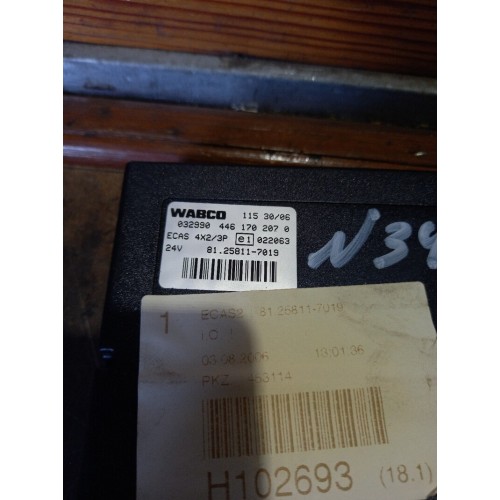 WABCO 115 30/06
032990 446 170 207 0
ECAS 4X2/3P e1 022063
24V 81.25811-7019
N34
1 ECAS2 81.25811-7019
03.08.2006 13:01:36
PKZ
H102693 (18.1)